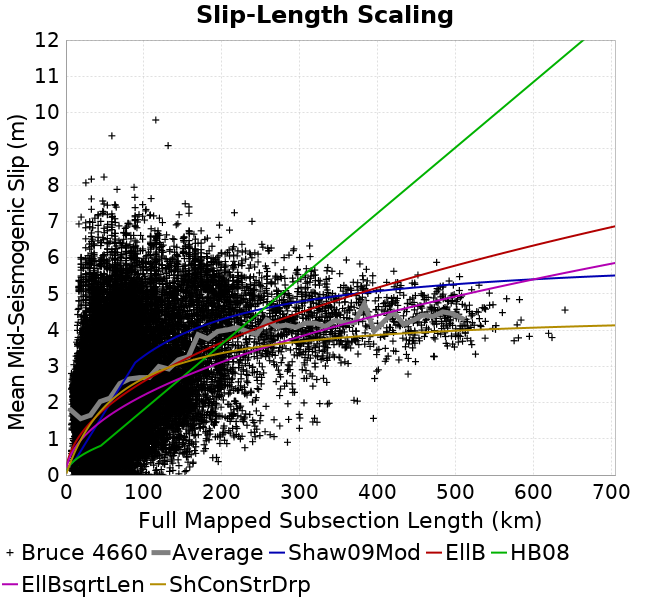 Slip-Length Scaling
Mean Mid-Seismogenic Slip (m)
12
11
10
9
8
7
6
5
4
3
2
1
0
0 100 200 300 400 500 600 700
Full Mapped Subsection Length (km)
Bruce 4660 Average Shaw09Mod EllB HB08
EllBsqrtLen ShConStrDrp